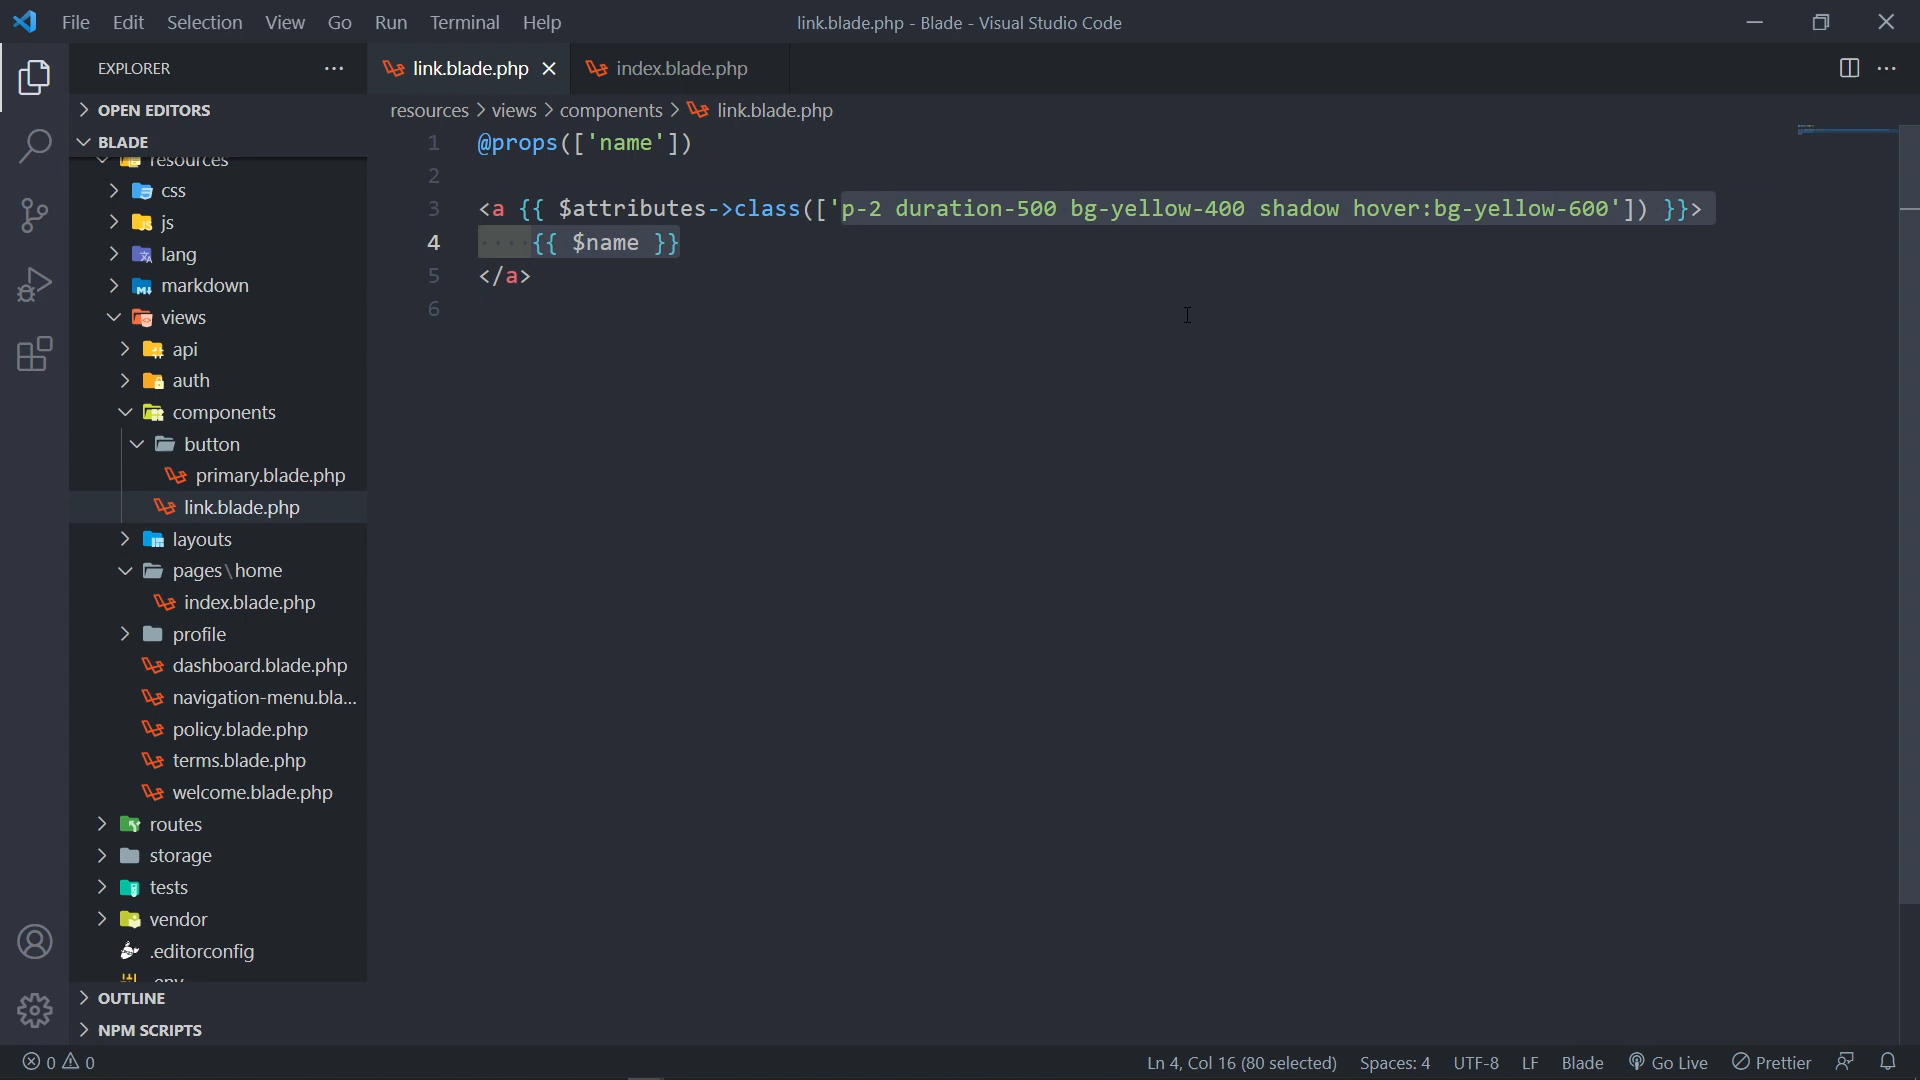 File Edit Selection View Go Run Terminal Help
link.blade.php - Blade - Visual Studio Code
EXPLORER
link.blade.php
index.blade.php
OPEN EDITORS
resources > views > components > link.blade.php
BLADE
resources
css
js
lang
markdown
views
api
auth
components
button
primary.blade.php
link.blade.php
layouts
pages\home
index.blade.php
profile
dashboard.blade.php
navigation-menu.bla...
policy.blade.php
terms.blade.php
welcome.blade.php
routes
storage
tests
vendor
.editorconfig
.env
OUTLINE
NPM SCRIPTS
1 @props(['name'])
2
3 <a {{ $attributes->class(['p-2 duration-500 bg-yellow-400 shadow hover:bg-yellow-600']) }}>
4 ····{{ $name }}
5 </a>
6
0 0
Ln 4, Col 16 (80 selected) Spaces: 4 UTF-8 LF Blade Go Live Prettier